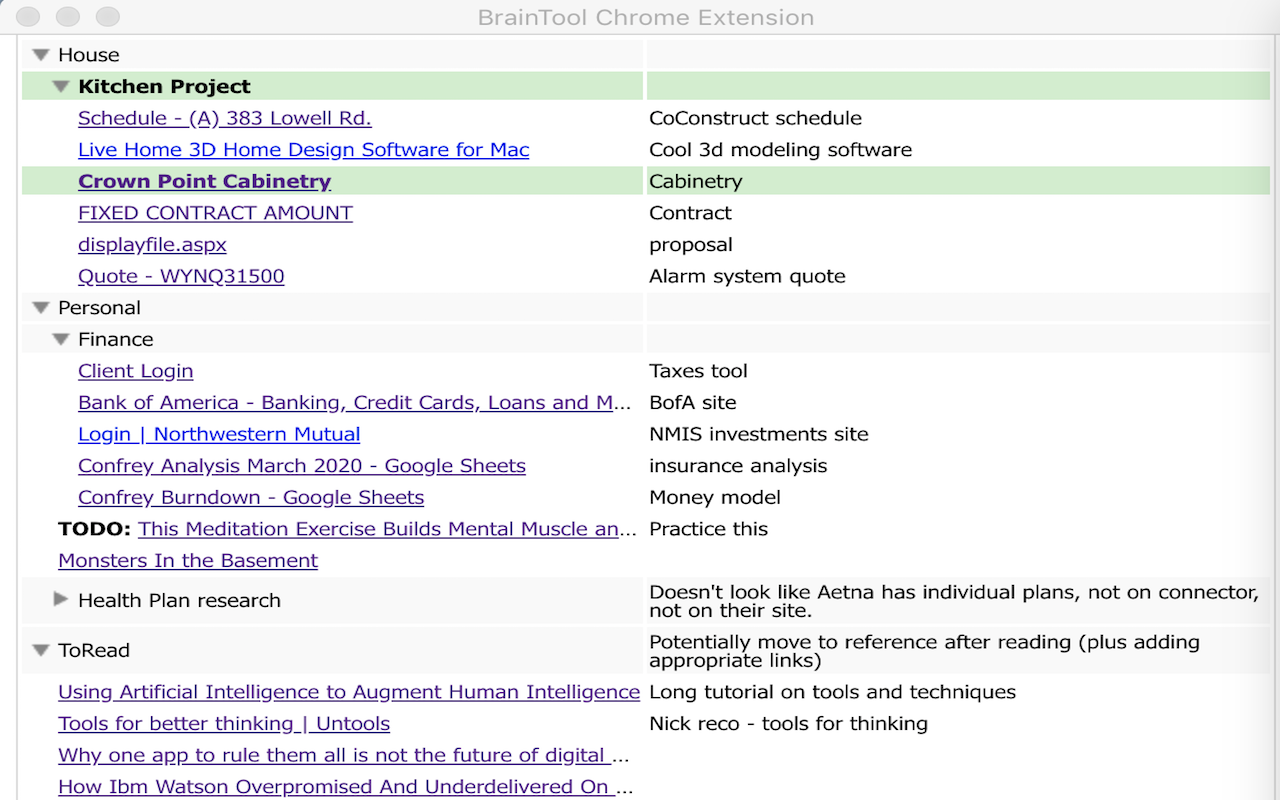 BrainTool Chrome Extension
House
Kitchen Project
Schedule - (A) 383 Lowell Rd. CoConstruct schedule
Live Home 3D Home Design Software for Mac Cool 3d modeling software
Crown Point Cabinetry Cabinetry
FIXED CONTRACT AMOUNT Contract
displayfile.aspx proposal
Quote - WYNQ31500 Alarm system quote
Personal
Finance
Client Login Taxes tool
Bank of America - Banking, Credit Cards, Loans and M... BofA site
Login | Northwestern Mutual NMIS investments site
Confrey Analysis March 2020 - Google Sheets insurance analysis
Confrey Burndown - Google Sheets Money model
TODO: This Meditation Exercise Builds Mental Muscle an... Practice this
Monsters In the Basement
Health Plan research Doesn't look like Aetna has individual plans, not on connector,
not on their site.
ToRead Potentially move to reference after reading (plus adding
appropriate links)
Using Artificial Intelligence to Augment Human Intelligence Long tutorial on tools and techniques
Tools for better thinking | Untools Nick reco - tools for thinking
Why one app to rule them all is not the future of digital ...
How Ibm Watson Overpromised And Underdelivered On ...